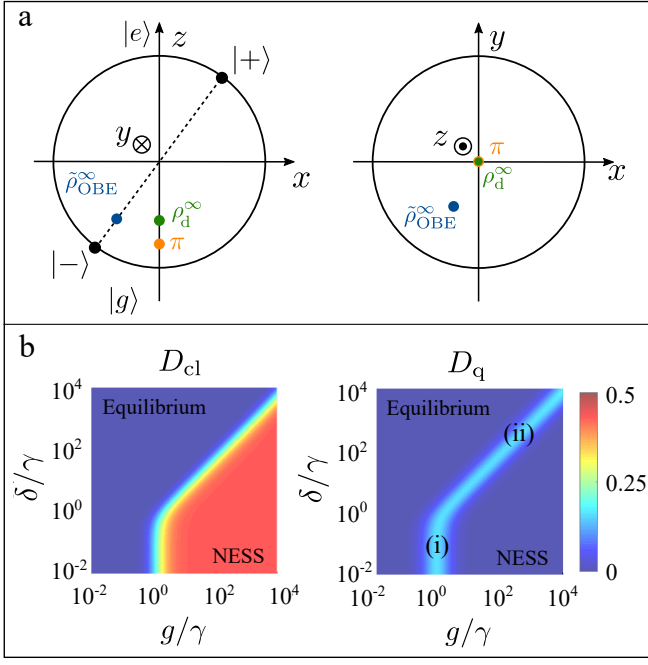 a
|e⟩ z
|+⟩
y
x
ρ̃∞OBE
ρ∞d
π
|−⟩
|g⟩
y
z
π
x
ρ∞d
ρ̃∞OBE
b
Dcl
Dq
10⁴
10²
10⁰
10⁻²
δ/γ
Equilibrium
NESS
10⁻² 10⁰ 10² 10⁴
g/γ
10⁴
10²
10⁰
10⁻²
δ/γ
Equilibrium
(ii)
(i)
NESS
10⁻² 10⁰ 10² 10⁴
g/γ
0.5
0.25
0